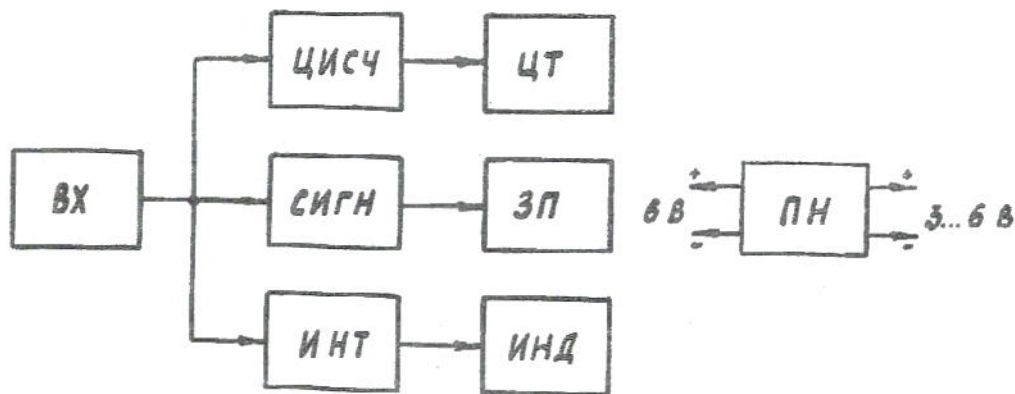 ЦИСЧ ЦТ
ВХ СИГН ЗП + ПН +
6 В 3...6 В
- -
ИНТ ИНД